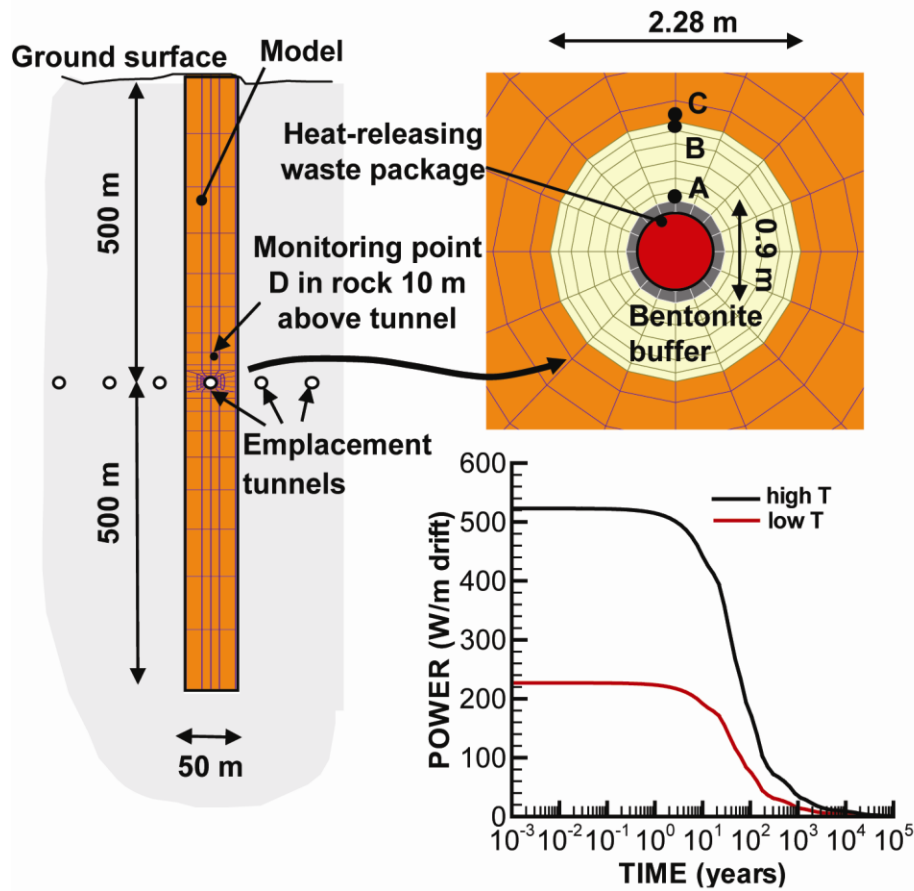 Ground surface
Model
500 m
Monitoring point
D in rock 10 m
above tunnel
500 m
Emplacement
tunnels
50 m
2.28 m
Heat-releasing
waste package
C
B
A
0.9 m
Bentonite
buffer
600
500
400
300
200
100
0
POWER (W/m drift)
high T
low T
10-3 10-2 10-1 100 101 102 103 104 105
TIME (years)